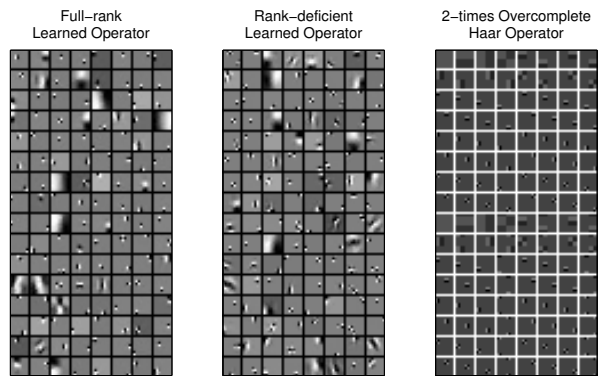 Full-rank
Learned Operator
Rank-deficient
Learned Operator
2-times Overcomplete
Haar Operator